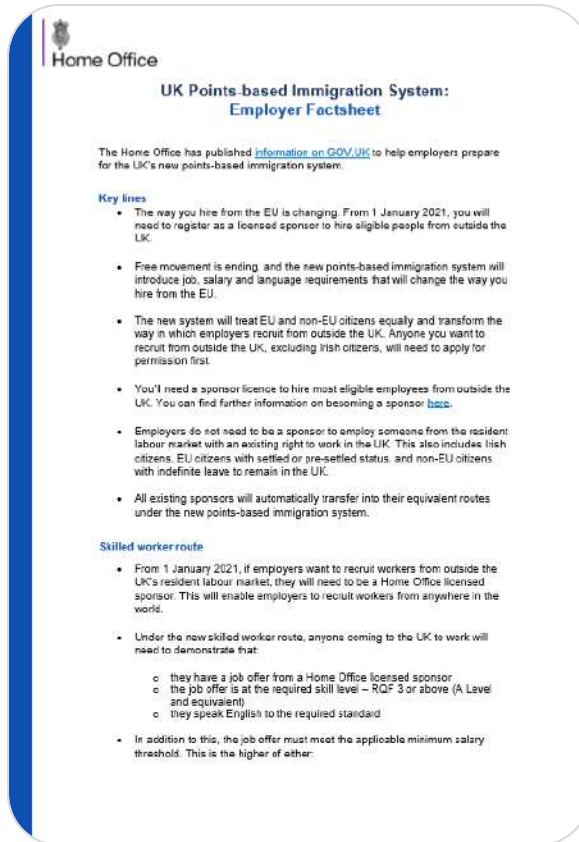 Home Office
UK Points-based Immigration System:
Employer Factsheet
The Home Office has published information on GOV.UK to help employers prepare
for the UK's new points-based immigration system.
Key lines
• The way you hire from the EU is changing. From 1 January 2021, you will
need to register as a licensed sponsor to hire eligible people from outside the
UK.
• Free movement is ending, and the new points-based immigration system will
introduce job, salary and language requirements that will change the way you
hire from the EU.
• The new system will treat EU and non-EU citizens equally and transform the
way in which employers recruit from outside the UK. Anyone you want to
recruit from outside the UK, excluding Irish citizens, will need to apply for
permission first.
• You'll need a sponsor licence to hire most eligible employees from outside the
UK. You can find further information on becoming a sponsor here.
• Employers do not need to be a sponsor to employ someone from the resident
labour market with an existing right to work in the UK. This also includes Irish
citizens, EU citizens with settled or pre-settled status, and non-EU citizens
with indefinite leave to remain in the UK.
• All existing sponsors will automatically transfer into their equivalent routes
under the new points-based immigration system.
Skilled worker route
• From 1 January 2021, if employers want to recruit workers from outside the
UK's resident labour market, they will need to be a Home Office licensed
sponsor. This will enable employers to recruit workers from anywhere in the
world.
• Under the new skilled worker route, anyone coming to the UK to work will
need to demonstrate that:
o they have a job offer from a Home Office licensed sponsor
o the job offer is at the required skill level – RQF 3 or above (A Level
and equivalent)
o they speak English to the required standard
• In addition to this, the job offer must meet the applicable minimum salary
threshold. This is the higher of either: